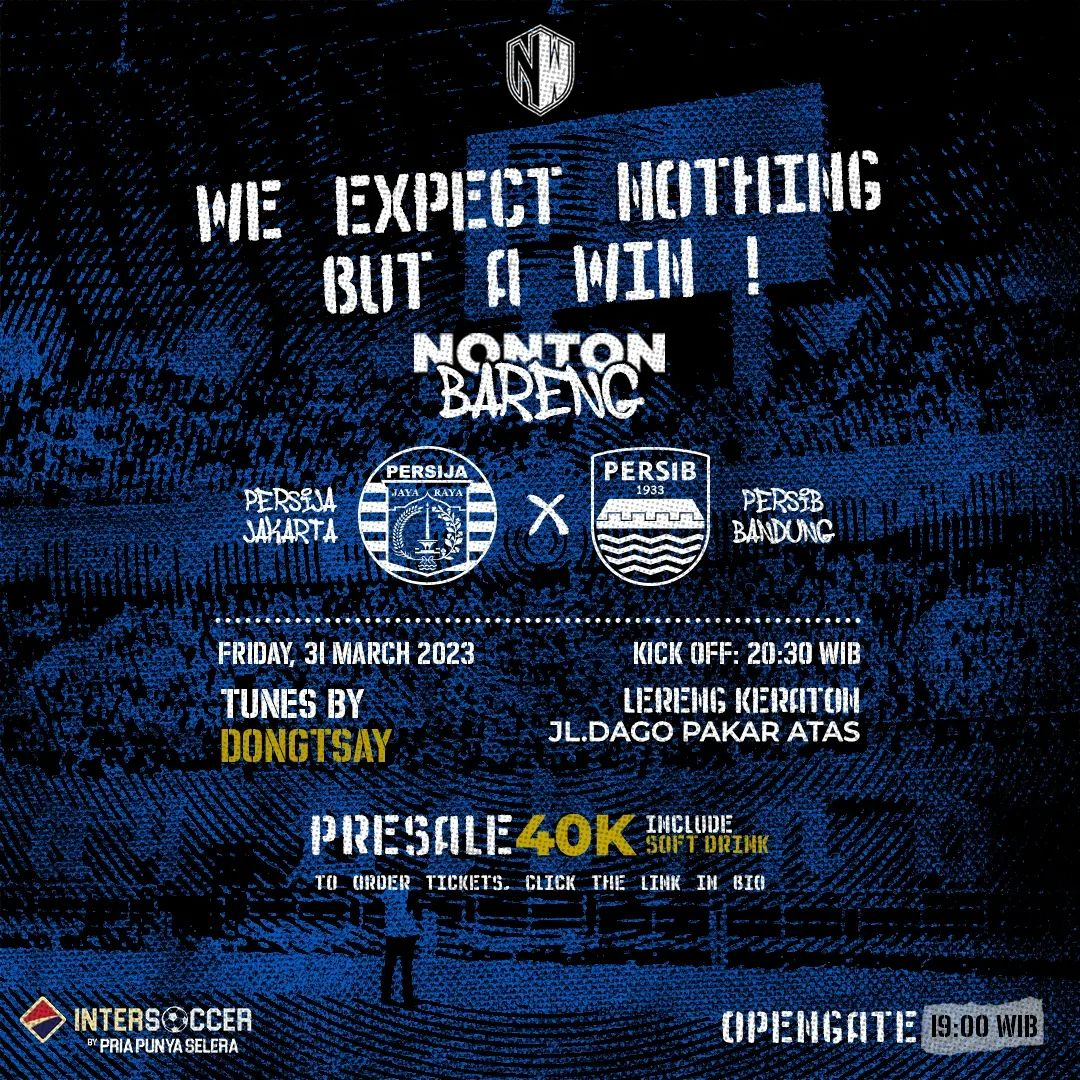 NW
WE EXPECT NOTHING
BUT A WIN !
NONTON
BARENG
PERSIJA
JAKARTA
PERSIJA
JAYA RAYA
X
PERSIB
1933
PERSIB
BANDUNG
FRIDAY, 31 MARCH 2023
KICK OFF: 20:30 WIB
TUNES BY
DONGTSAY
LERENG KERATON
JL.DAGO PAKAR ATAS
PRESALE 40K INCLUDE
SOFT DRINK
TO ORDER TICKETS. CLICK THE LINK IN BIO
INTERSOCCER
BY PRIA PUNYA SELERA
OPENGATE 19:00 WIB